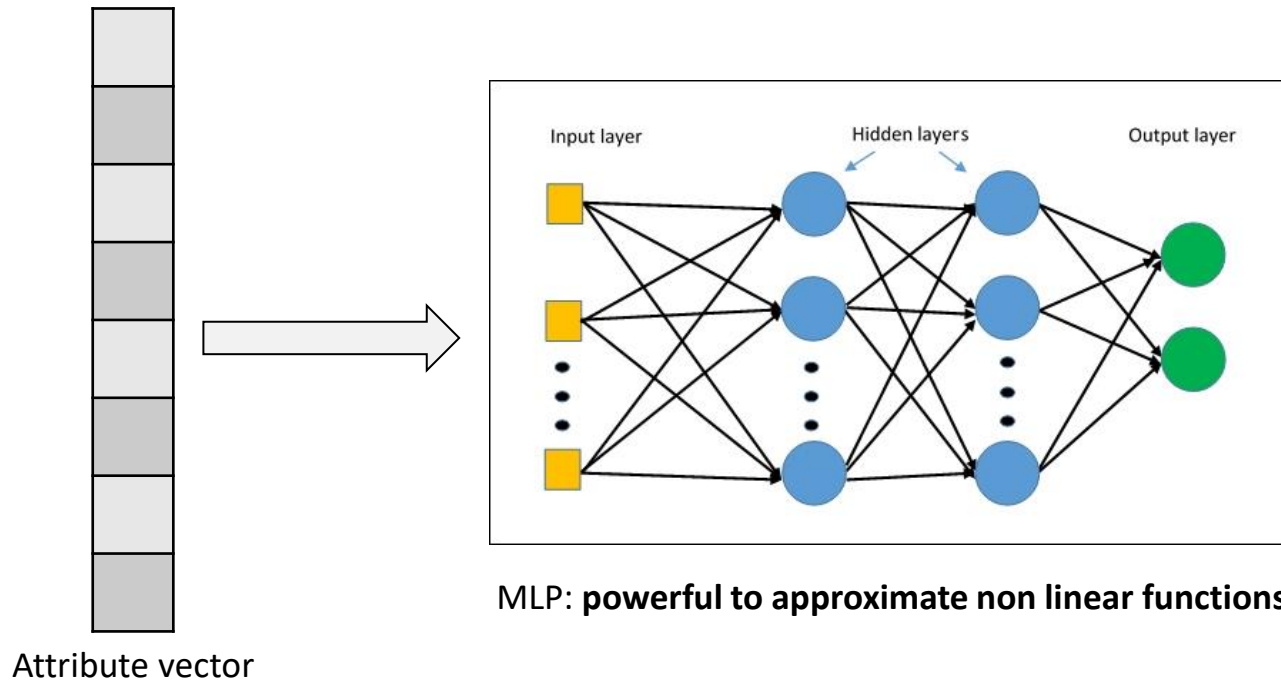 Input layer
Hidden layers
Output layer
MLP: powerful to approximate non linear functions
Attribute vector